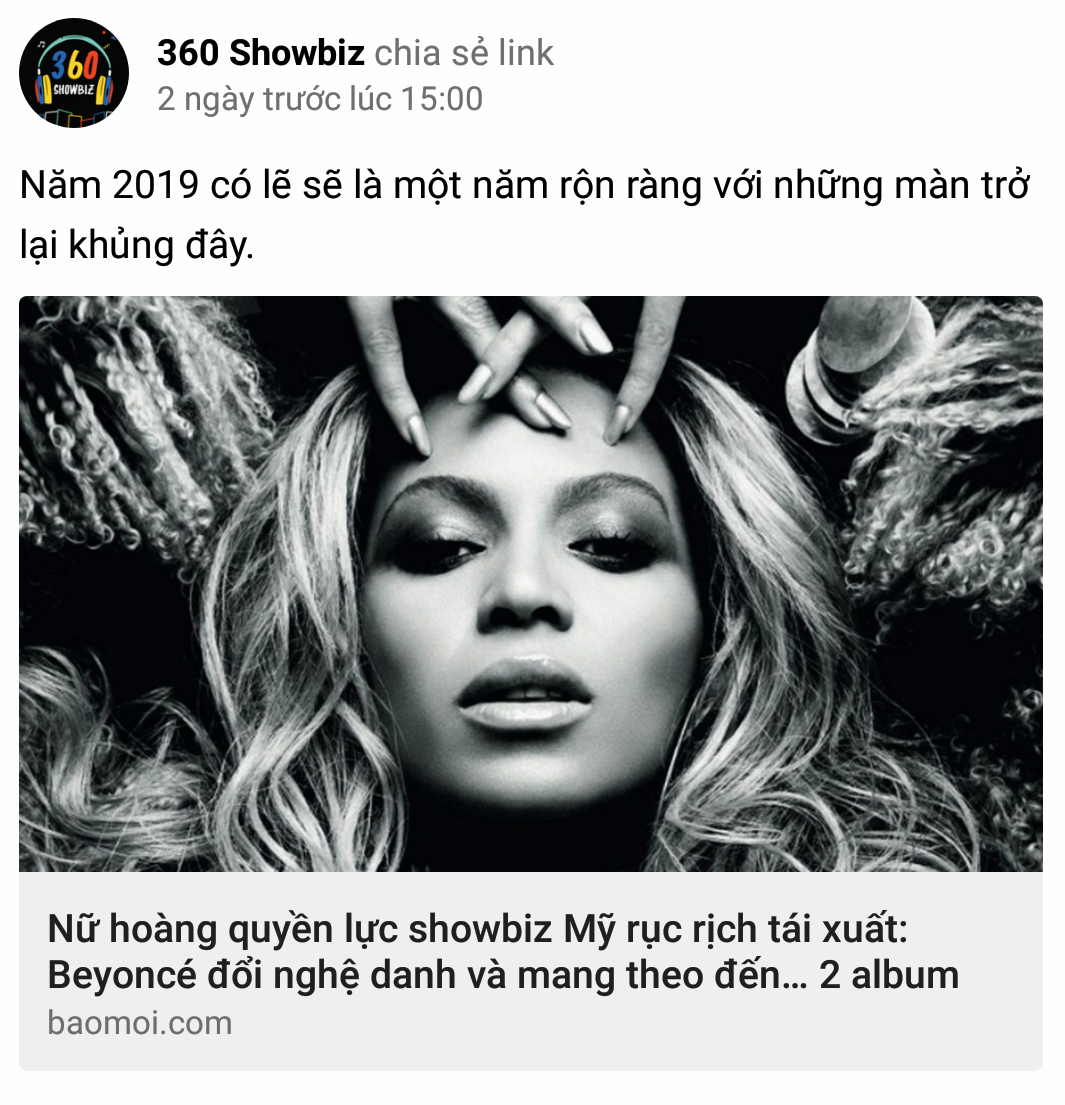 360 SHOWBIZ
360 Showbiz chia sẻ link
2 ngày trước lúc 15:00
Năm 2019 có lẽ sẽ là một năm rộn ràng với những màn trở
lại khủng đây.
Nữ hoàng quyền lực showbiz Mỹ rục rịch tái xuất:
Beyoncé đổi nghệ danh và mang theo đến... 2 album
baomoi.com